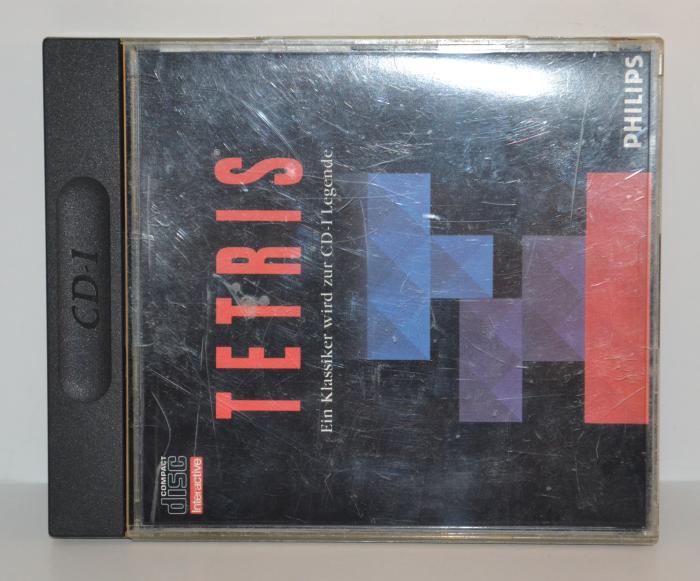 CD-I
COMPACT
disc
Interactive
TETRIS®
Ein Klassiker wird zur CD-I Legende
PHILIPS